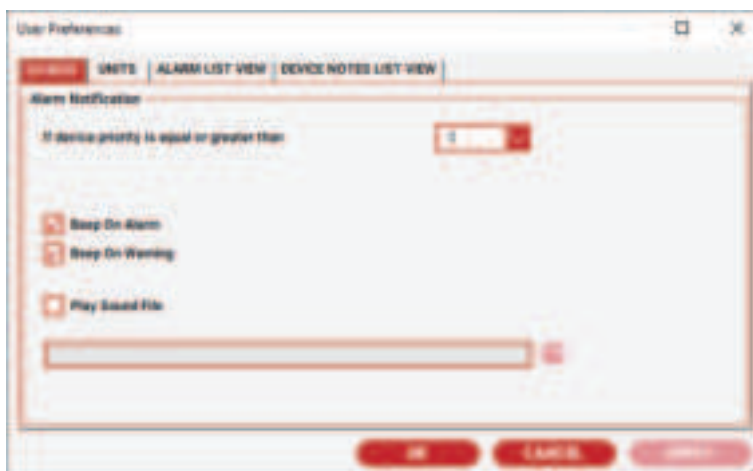 User Preferences
UNITS
ALARM LIST VIEW
DEVICE NOTES LIST VIEW
Alarm Notification
If device priority is equal or greater than
Beep On Alarm
Beep On Warning
Play Sound File
OK
CANCEL
APPLY